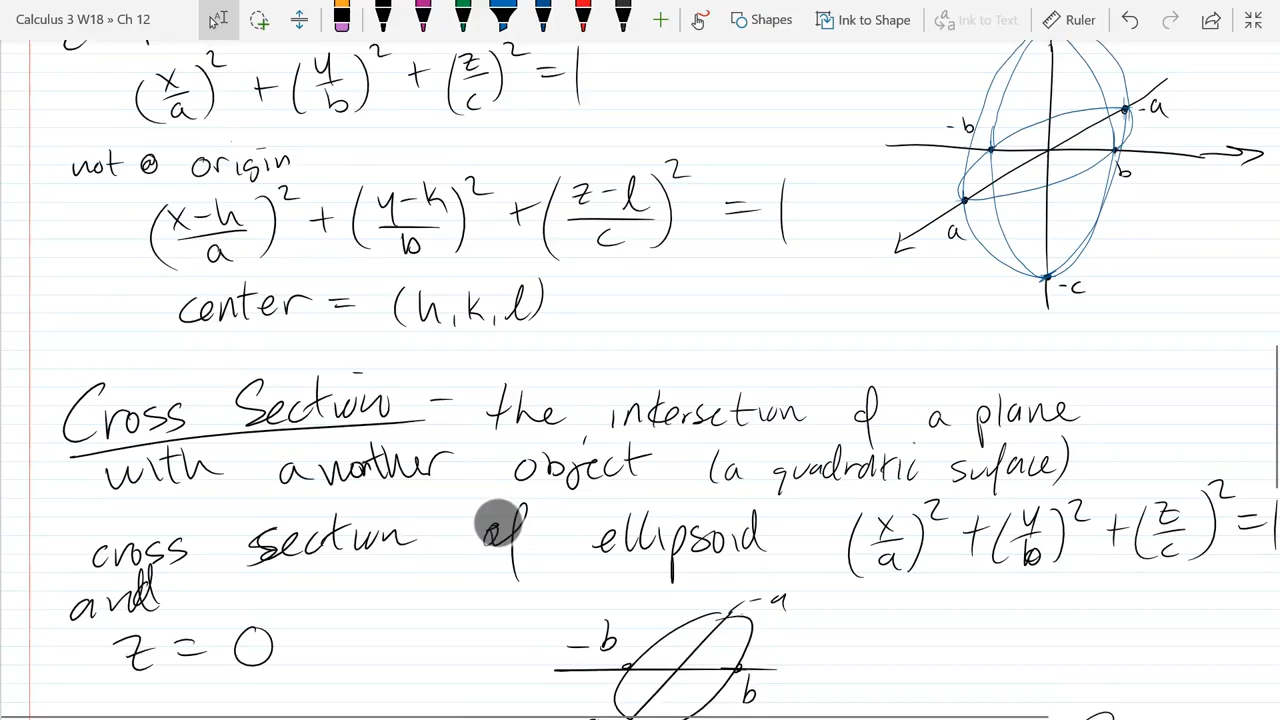 Calculus 3 W18 » Ch 12
Shapes
Ink to Shape
Ink to Text
Ruler
(x/a)² + (y/b)² + (z/c)² = 1
not @ origin
((x-h)/a)² + ((y-k)/b)² + ((z-l)/c)² = 1
center = (h, k, l)
-b
-a
b
a
-c
Cross Section - the intersection of a plane
with another object (a quadratic surface)
cross section of ellipsoid (x/a)² + (y/b)² + (z/c)² = 1
and
z = 0
-a
-b
b